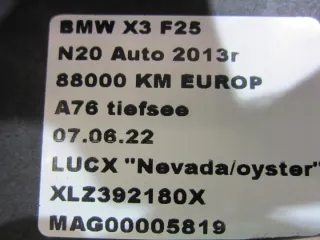 BMW X3 F25
N20 Auto 2013r
88000 KM EUROP
A76 tiefsee
07.06.22
LUCX "Nevada/oyster"
XLZ392180X
MAG00005819